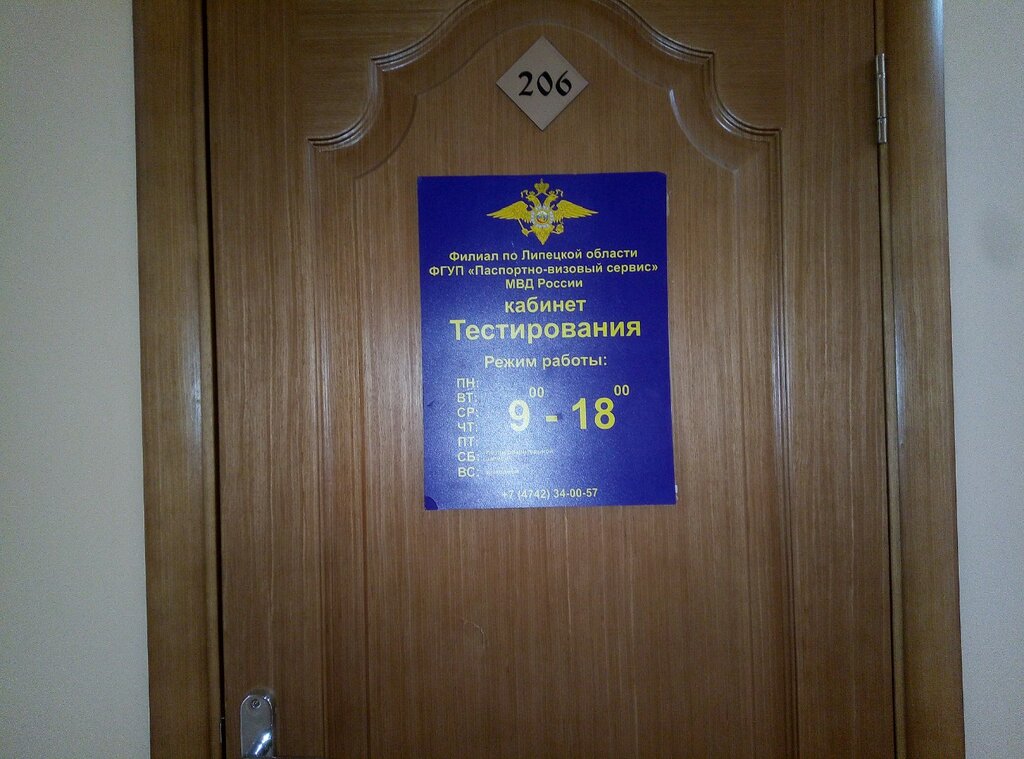 206
Филиал по Липецкой области
ФГУП «Паспортно-визовый сервис»
МВД России
кабинет
Тестирования
Режим работы:
ПН:
ВТ:
СР:
ЧТ:
ПТ:
9 00 - 18 00
СБ:
ВС:
+7 (4742) 34-00-57